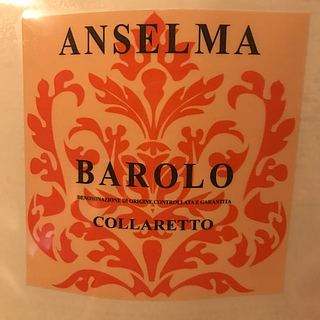 ANSELMA
BAROLO
DENOMINAZIONE DI ORIGINE CONTROLLATA E GARANTITA
COLLARETTO